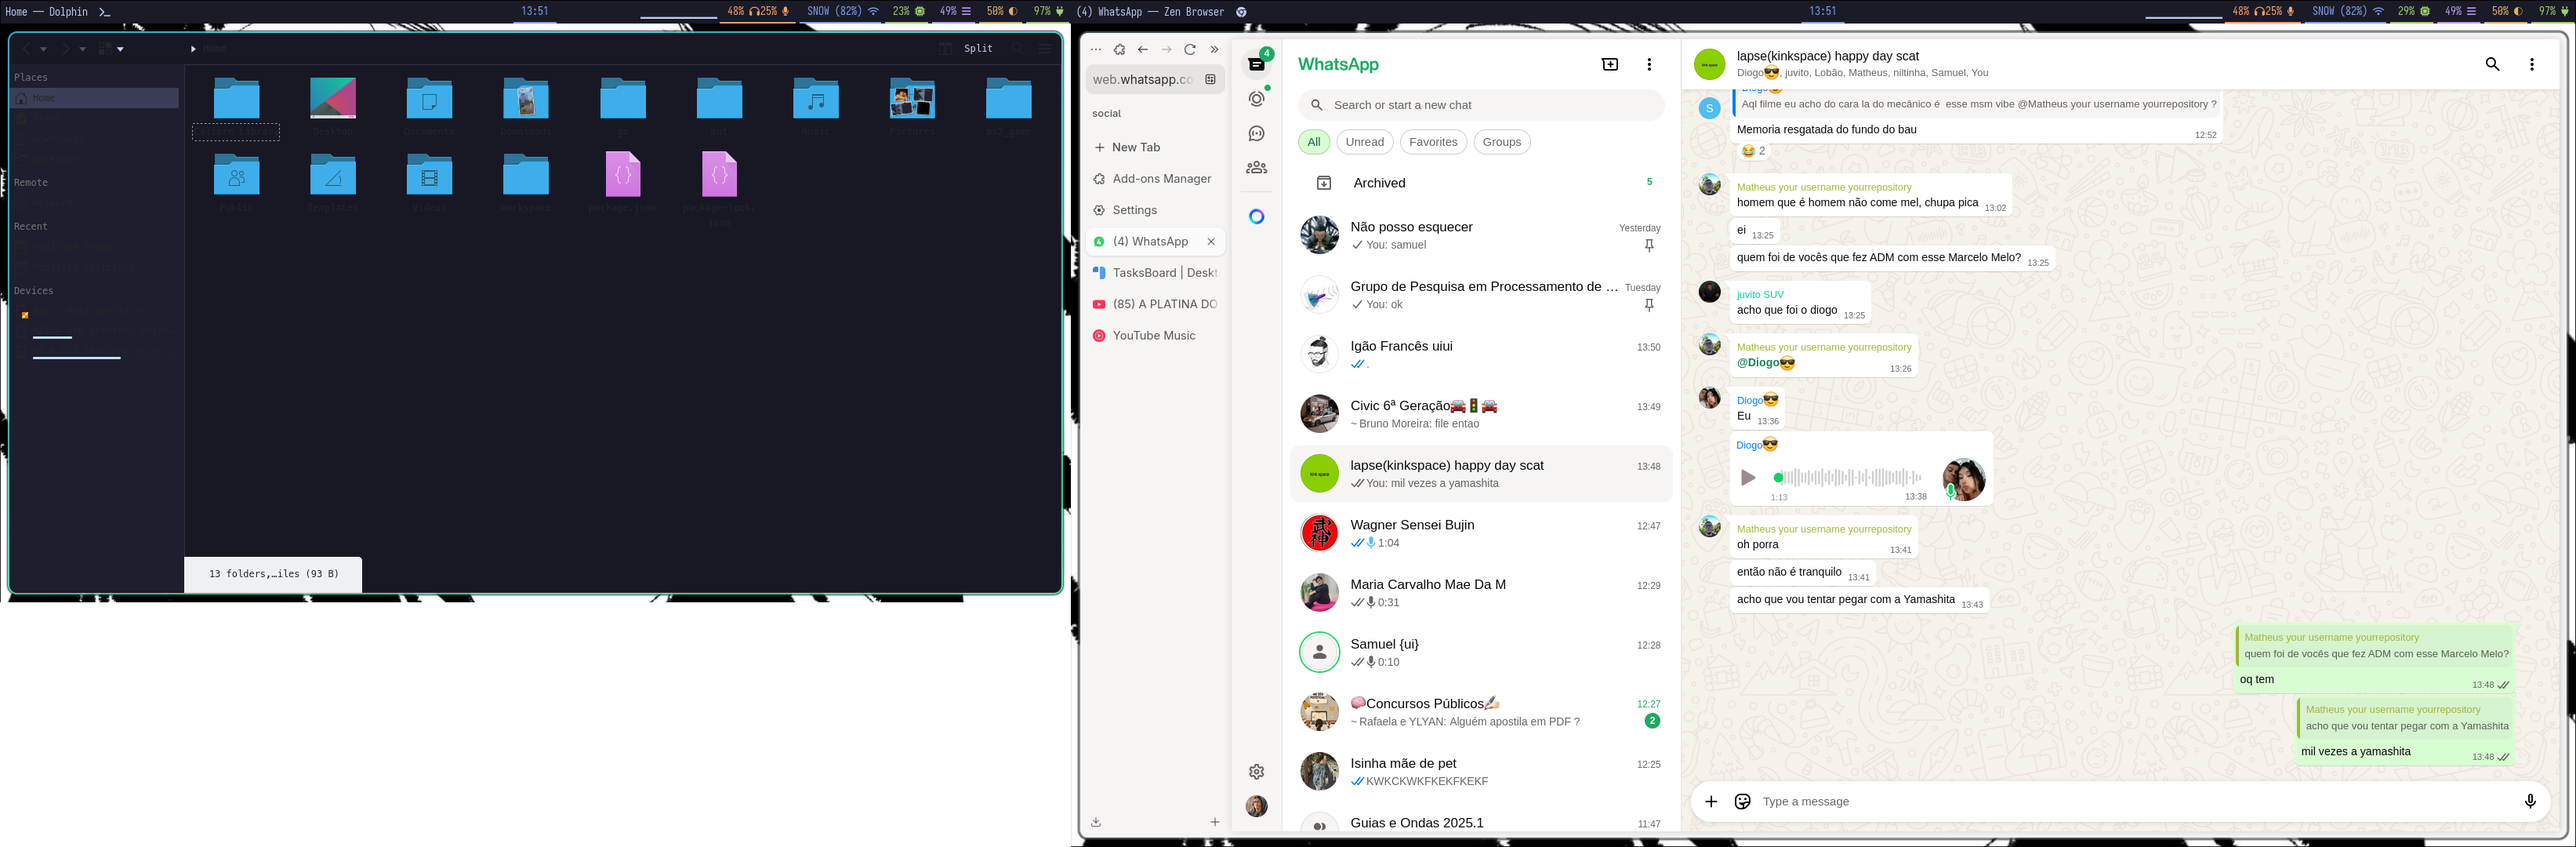 Home — Dolphin
13:51
48% 25%
SNOW (82%)
23%
49%
50%
97%
Home
Split
Places
Home
Remote
Recent
Devices
Calibre Library
Desktop
Documents
Downloads
go
Music
Pictures
ps2_game
Public
Templates
Videos
workspace
package.json
package-lock.
json
13 folders,…iles (93 B)
(4) WhatsApp — Zen Browser
13:51
48% 25%
SNOW (82%)
29%
49%
50%
97%
web.whatsapp.co
social
New Tab
Add-ons Manager
Settings
(4) WhatsApp
TasksBoard | Deskt
(85) A PLATINA DO
YouTube Music
4
WhatsApp
Search or start a new chat
All
Unread
Favorites
Groups
Archived
5
Não posso esquecer
Yesterday
You: samuel
Grupo de Pesquisa em Processamento de …
Tuesday
You: ok
Igão Francês uiui
13:50
.
Civic 6ª Geração🚘🚦🚘
13:49
~ Bruno Moreira: file entao
lapse(kinkspace) happy day scat
13:48
You: mil vezes a yamashita
Wagner Sensei Bujin
12:47
1:04
Maria Carvalho Mae Da M
12:29
0:31
Samuel {ui}
12:28
0:10
🧠Concursos Públicos✍🏻
12:27
~ Rafaela e YLYAN: Alguém apostila em PDF ?
2
Isinha mãe de pet
12:25
KWKCKWKFKEKFKEKF
Guias e Ondas 2025.1
11:47
kink space
lapse(kinkspace) happy day scat
Diogo😎, juvito, Lobão, Matheus, niltinha, Samuel, You
S
Diogo😎
Aql filme eu acho do cara la do mecânico é esse msm vibe @Matheus your username yourrepository ?
Memoria resgatada do fundo do bau
12:52
😂 2
Matheus your username yourrepository
homem que é homem não come mel, chupa pica
13:02
ei
13:25
quem foi de vocês que fez ADM com esse Marcelo Melo?
13:25
juvito SUV
acho que foi o diogo
13:25
Matheus your username yourrepository
@Diogo😎
13:26
Diogo😎
Eu
13:36
Diogo😎
1:13
13:38
Matheus your username yourrepository
oh porra
13:41
então não é tranquilo
13:41
acho que vou tentar pegar com a Yamashita
13:43
Matheus your username yourrepository
quem foi de vocês que fez ADM com esse Marcelo Melo?
oq tem
13:48
Matheus your username yourrepository
acho que vou tentar pegar com a Yamashita
mil vezes a yamashita
13:48
Type a message